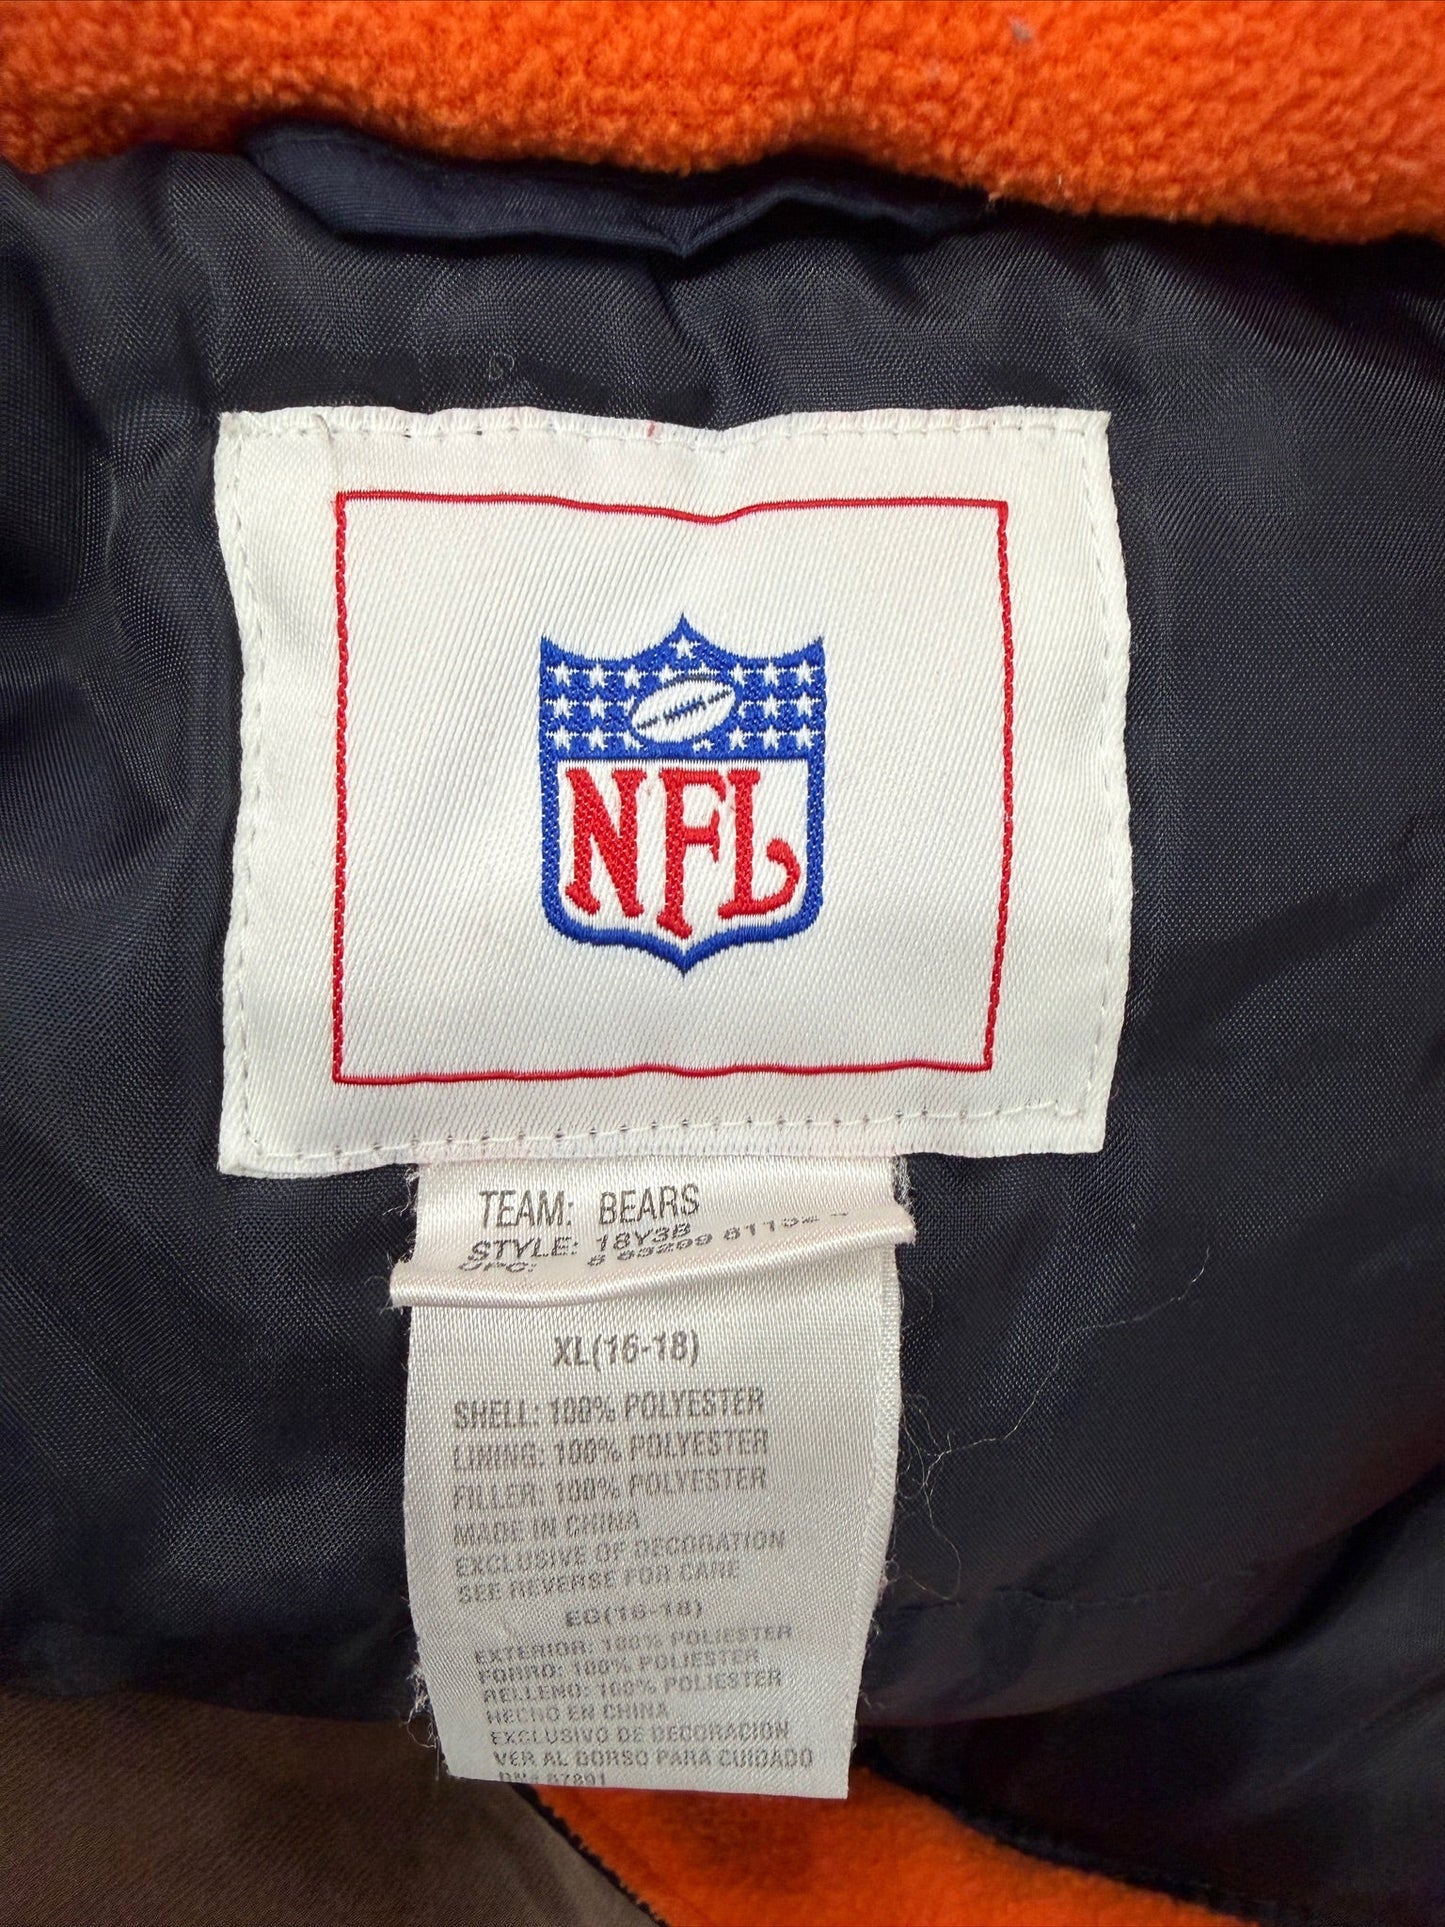 NFL
TEAM: BEARS
STYLE: 18Y3B
UPC:
XL(16-18)
SHELL: 100% POLYESTER
LINING: 100% POLYESTER
FILLER: 100% POLYESTER
MADE IN CHINA
EXCLUSIVE OF DECORATION
SEE REVERSE FOR CARE
EG(16-18)
EXTERIOR: 100% POLIESTER
FORRO: 100% POLIESTER
RELLENO: 100% POLIESTER
HECHO EN CHINA
EXCLUSIVO DE DECORACION
VER AL DORSO PARA CUIDADO